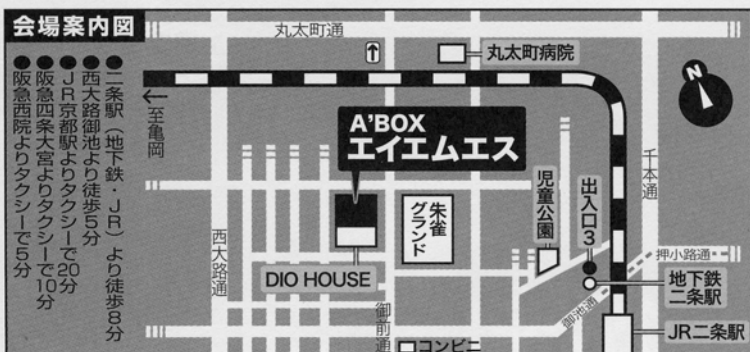 会場案内図
●二条駅（地下鉄・JR）より徒歩8分
●西大路御池より徒歩5分
●JR京都駅よりタクシーで20分
●阪急四条大宮よりタクシーで10分
●阪急西院よりタクシーで5分
丸太町通
丸太町病院
N
←至亀岡
A'BOX
エイエムエス
千本通
児童公園
出入口3
朱雀
グランド
西大路通
DIO HOUSE
押小路通
地下鉄
二条駅
御池通
御前通
コンビニ
JR二条駅